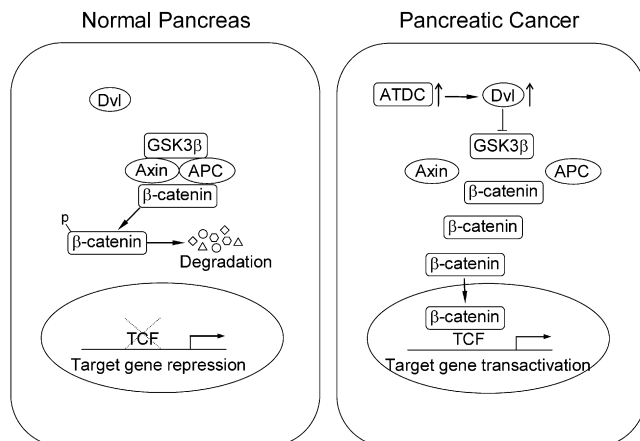 Normal Pancreas
Dvl
GSK3β
Axin APC
β-catenin
p
β-catenin
Degradation
TCF
Target gene repression
Pancreatic Cancer
ATDC Dvl
GSK3β
Axin APC
β-catenin
β-catenin
β-catenin
β-catenin
TCF
Target gene transactivation